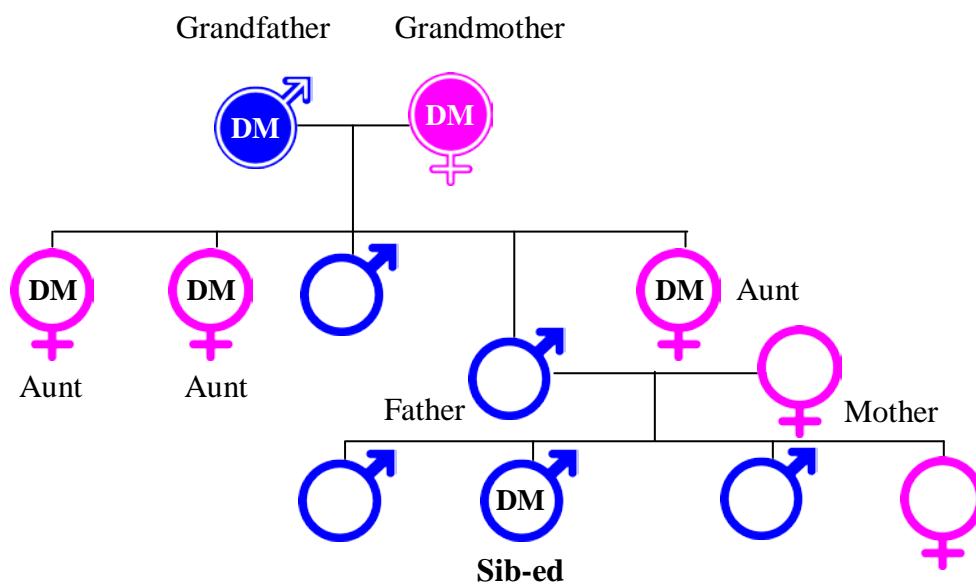 Grandfather Grandmother
DM DM
DM DM DM Aunt
Aunt Aunt
Father Mother
DM
Sib-ed